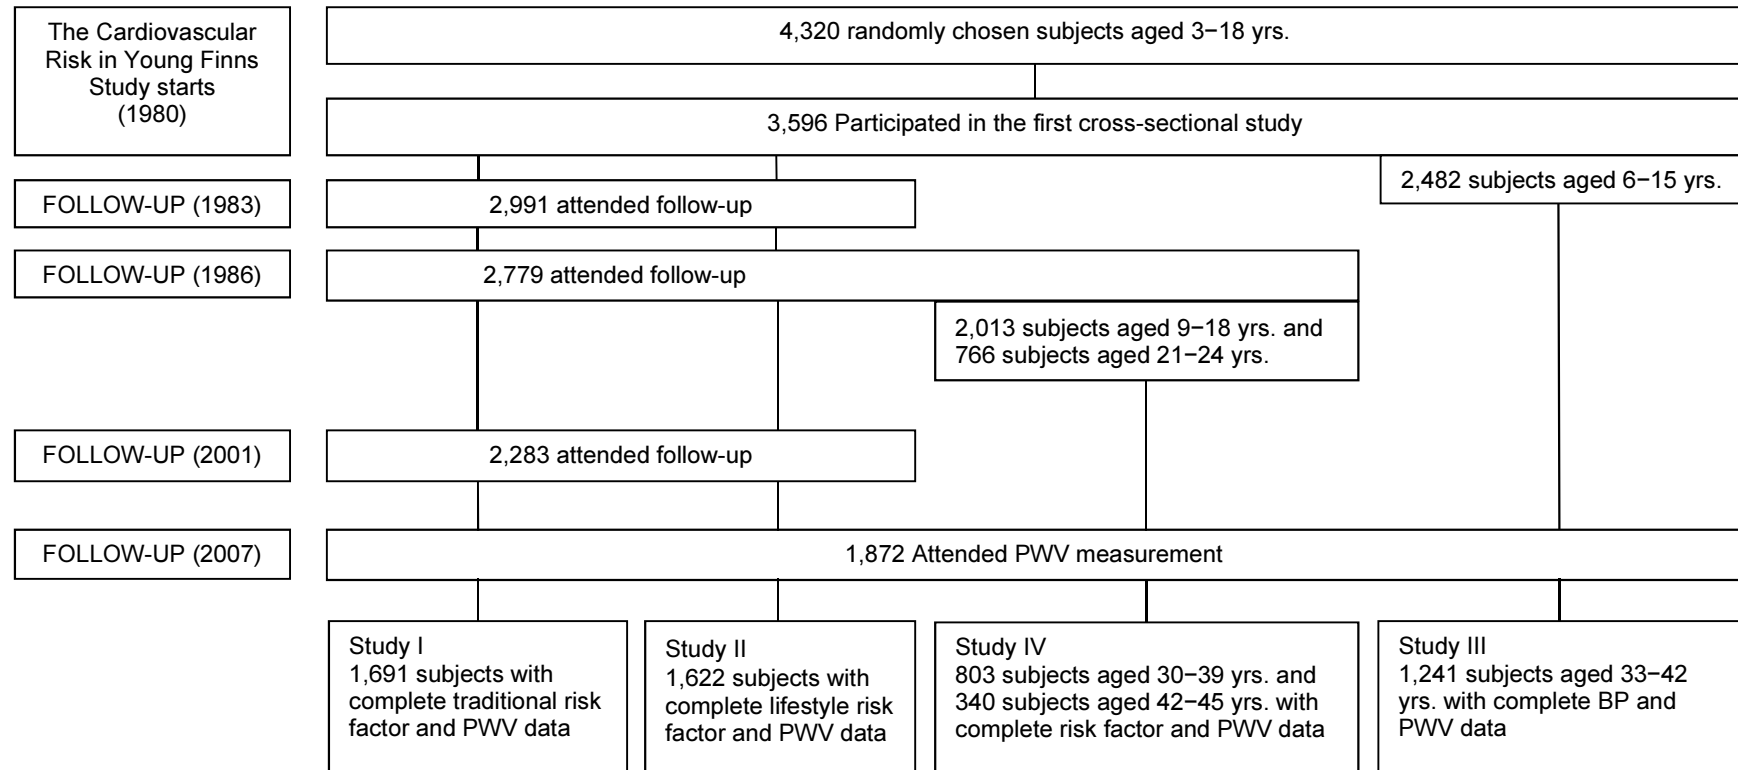 The Cardiovascular
Risk in Young Finns
Study starts
(1980)
4,320 randomly chosen subjects aged 3−18 yrs.
3,596 Participated in the first cross-sectional study
2,482 subjects aged 6−15 yrs.
FOLLOW-UP (1983)
2,991 attended follow-up
FOLLOW-UP (1986)
2,779 attended follow-up
2,013 subjects aged 9−18 yrs. and
766 subjects aged 21−24 yrs.
FOLLOW-UP (2001)
2,283 attended follow-up
FOLLOW-UP (2007)
1,872 Attended PWV measurement
Study I
1,691 subjects with
complete traditional risk
factor and PWV data
Study II
1,622 subjects with
complete lifestyle risk
factor and PWV data
Study IV
803 subjects aged 30−39 yrs. and
340 subjects aged 42−45 yrs. with
complete risk factor and PWV data
Study III
1,241 subjects aged 33−42
yrs. with complete BP and
PWV data